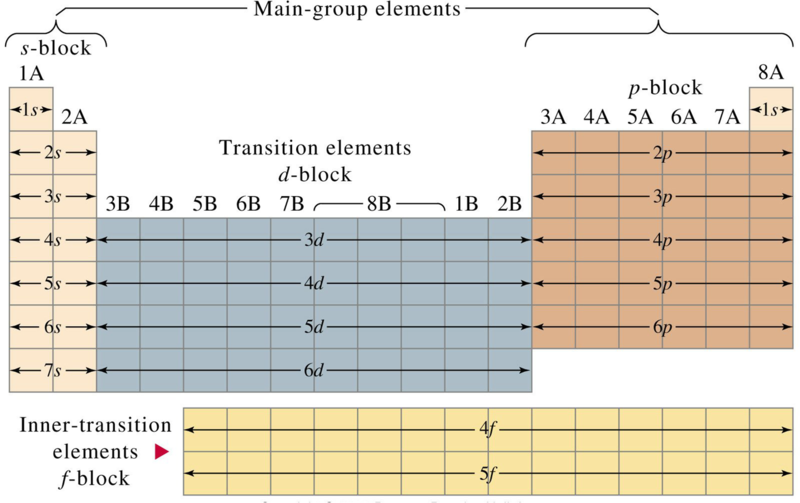 Main-group elements
s-block
1A
8A
p-block
1s
2A
3A 4A 5A 6A 7A
1s
Transition elements
d-block
2s
2p
3s
3p
3B 4B 5B 6B 7B 8B 1B 2B
4s
3d
4p
5s
4d
5p
6s
5d
6p
7s
6d
Inner-transition
elements
f-block
4f
5f